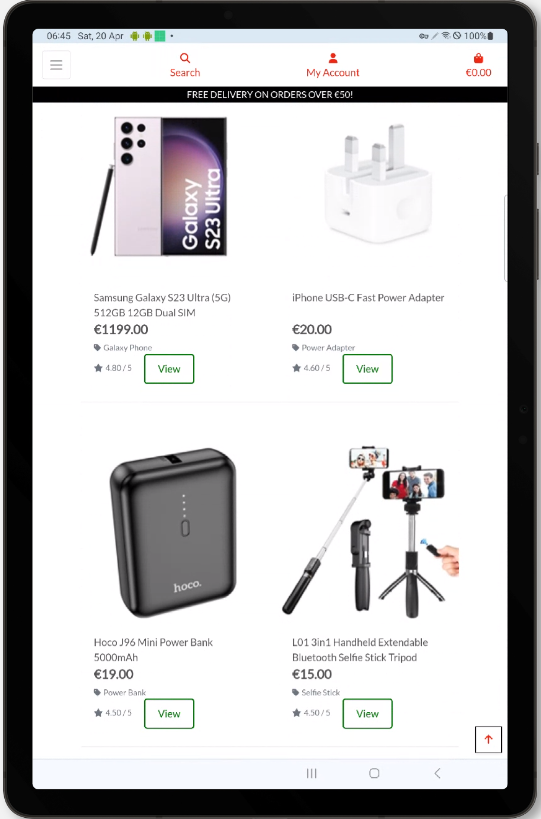 06:45 Sat, 20 Apr
100%
Search
My Account
€0.00
FREE DELIVERY ON ORDERS OVER €50!
Galaxy
S23 Ultra
Samsung Galaxy S23 Ultra (5G)
512GB 12GB Dual SIM
€1199.00
Galaxy Phone
4.80 / 5
View
iPhone USB-C Fast Power Adapter
€20.00
Power Adapter
4.60 / 5
View
hoco.
Hoco J96 Mini Power Bank
5000mAh
€19.00
Power Bank
4.50 / 5
View
L01 3in1 Handheld Extendable
Bluetooth Selfie Stick Tripod
€15.00
Selfie Stick
4.50 / 5
View